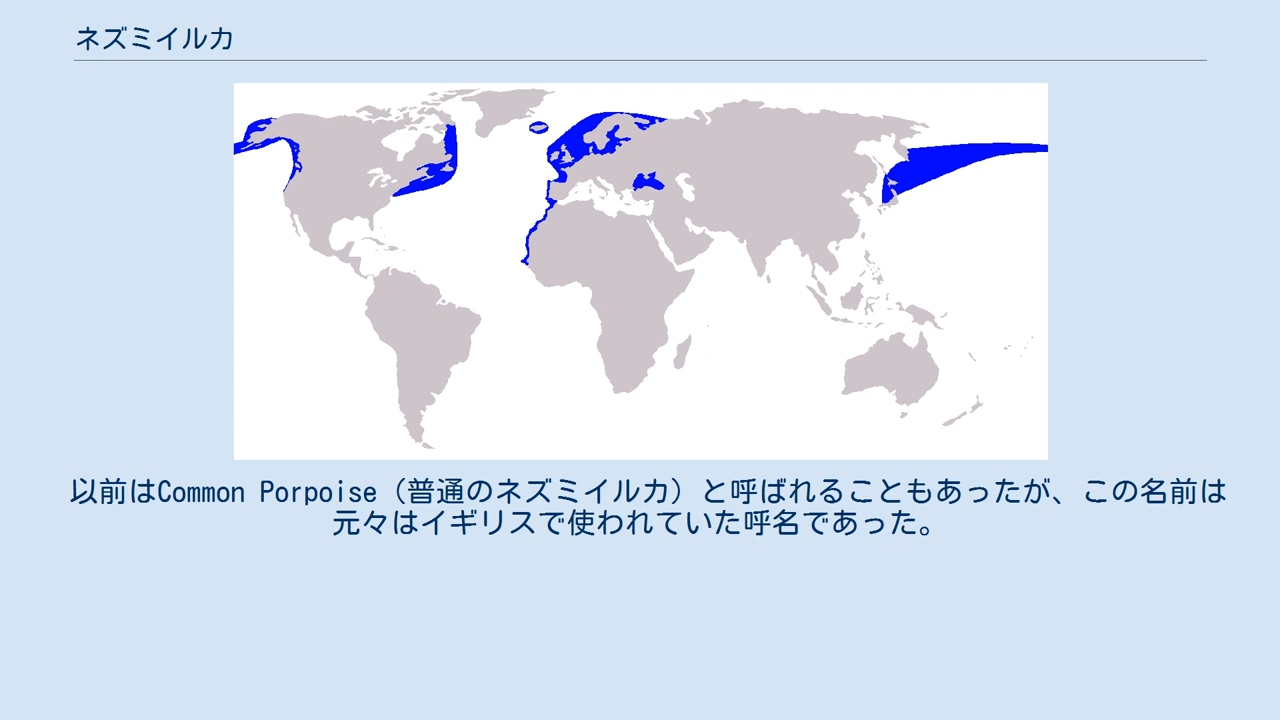 ネズミイルカ
以前はCommon Porpoise（普通のネズミイルカ）と呼ばれることもあったが、この名前は
元々はイギリスで使われていた呼名であった。